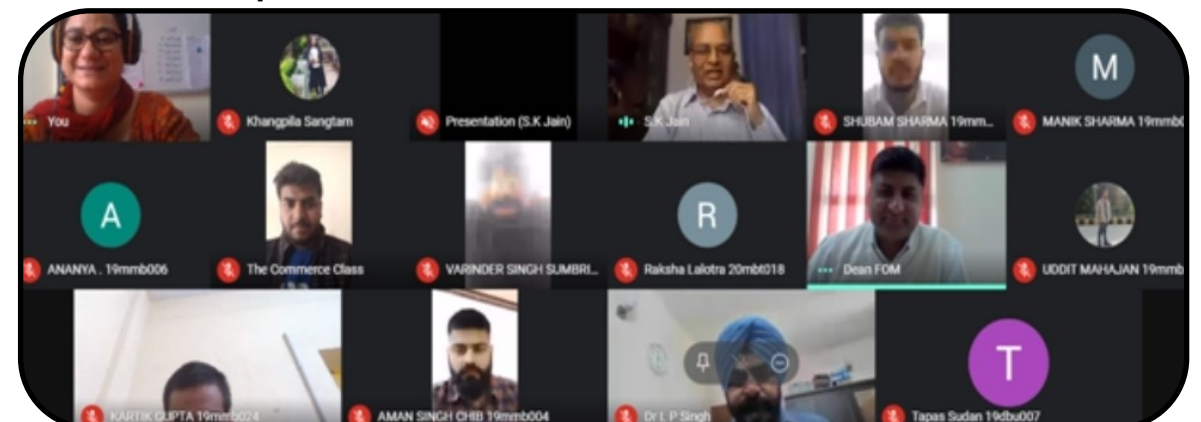 You
Khangpila Sangtam
Presentation (S.K Jain)
S.K Jain
SHUBAM SHARMA 19mm...
M
MANIK SHARMA 19mmb
A
ANANYA . 19mmb006
The Commerce Class
VARINDER SINGH SUMBRI...
R
Raksha Lalotra 20mbt018
Dean FOM
UDDIT MAHAJAN 19mmb
KARTIK GUPTA 19mmb024
AMAN SINGH CHIB 19mmb004
Dr L P Singh
T
Tapas Sudan 19dbu007